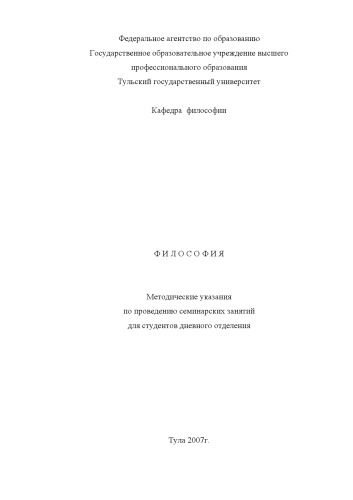 Федеральное агентство по образованию
Государственное образовательное учреждение высшего
профессионального образования
Тульский государственный университет
Кафедра философии
Ф И Л О С О Ф И Я
Методические указания
по проведению семинарских занятий
для студентов дневного отделения
Тула 2007г.